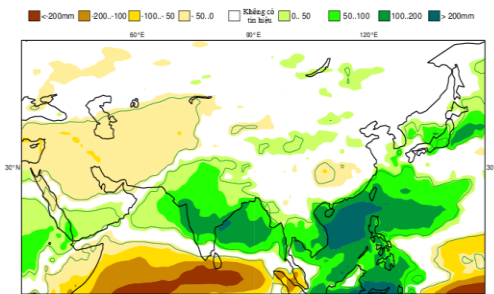 <-200mm -200..-100 -100..- 50 - 50..0 Không có 0.. 50 50..100 100..200 > 200mm
tín hiệu
60°E 90° E 120°E
30°N 30